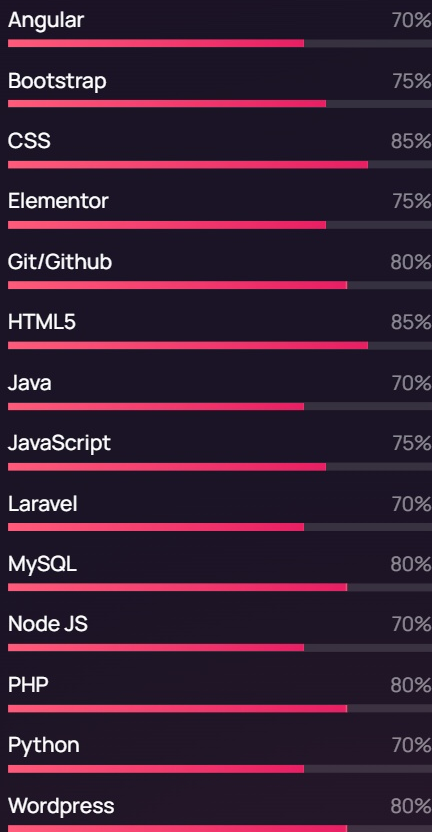 Angular 70%
Bootstrap 75%
CSS 85%
Elementor 75%
Git/Github 80%
HTML5 85%
Java 70%
JavaScript 75%
Laravel 70%
MySQL 80%
Node JS 70%
PHP 80%
Python 70%
Wordpress 80%